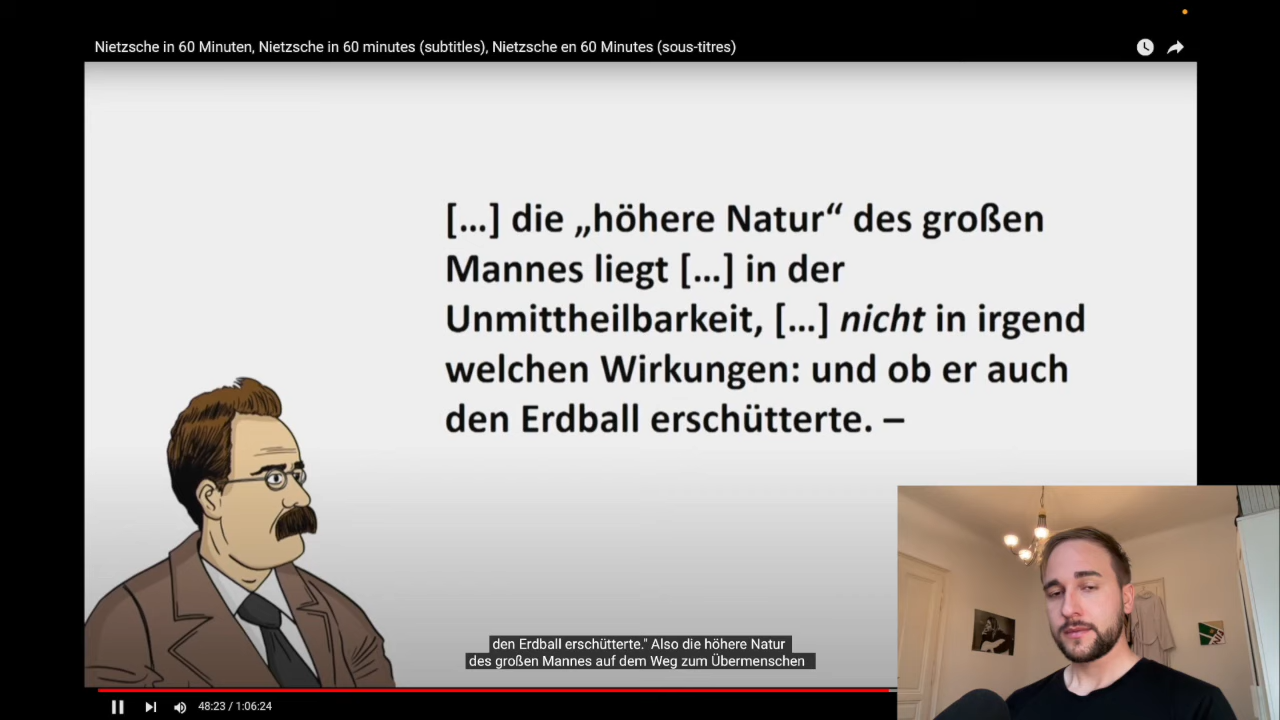 Nietzsche in 60 Minuten, Nietzsche in 60 minutes (subtitles), Nietzsche en 60 Minutes (sous-titres)
[...] die „höhere Natur“ des großen
Mannes liegt [...] in der
Unmittheilbarkeit, [...] nicht in irgend
welchen Wirkungen: und ob er auch
den Erdball erschütterte. –
den Erdball erschütterte." Also die höhere Natur
des großen Mannes auf dem Weg zum Übermenschen
48:23 / 1:06:24